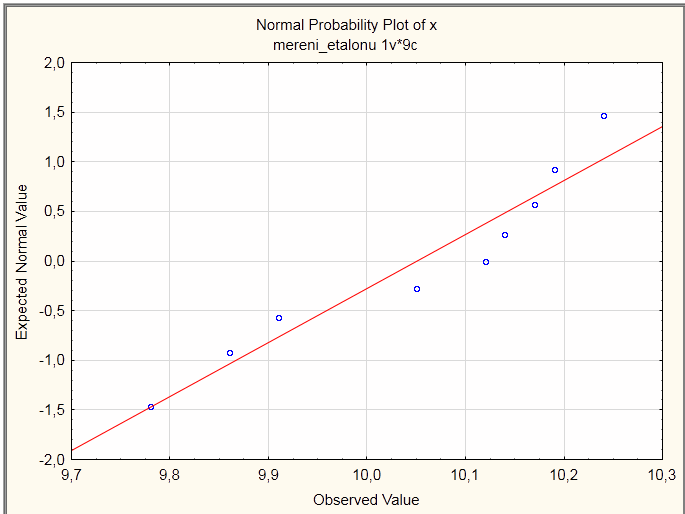 Normal Probability Plot of x
mereni_etalonu 1v*9c
2,0
1,5
1,0
0,5
0,0
-0,5
-1,0
-1,5
-2,0
Expected Normal Value
9,7 9,8 9,9 10,0 10,1 10,2 10,3
Observed Value